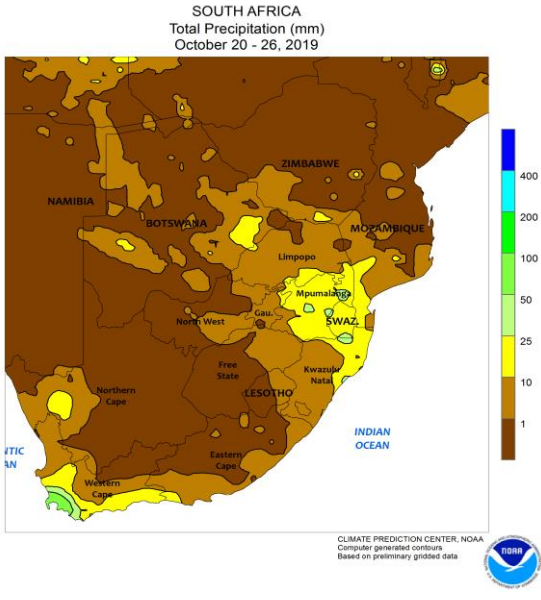 SOUTH AFRICA
Total Precipitation (mm)
October 20 - 26, 2019
ZIMBABWE
NAMIBIA
BOTSWANA
MOZAMBIQUE
Limpopo
Mpumalanga
North West
Gau.
SWAZ.
Free
State
Kwazulu
Natal
Northern
Cape
LESOTHO
INDIAN
OCEAN
NTIC
AN
Eastern
Cape
Western
Cape
400
200
100
50
25
10
1
CLIMATE PREDICTION CENTER, NOAA
Computer generated contours
Based on preliminary gridded data
NOAA